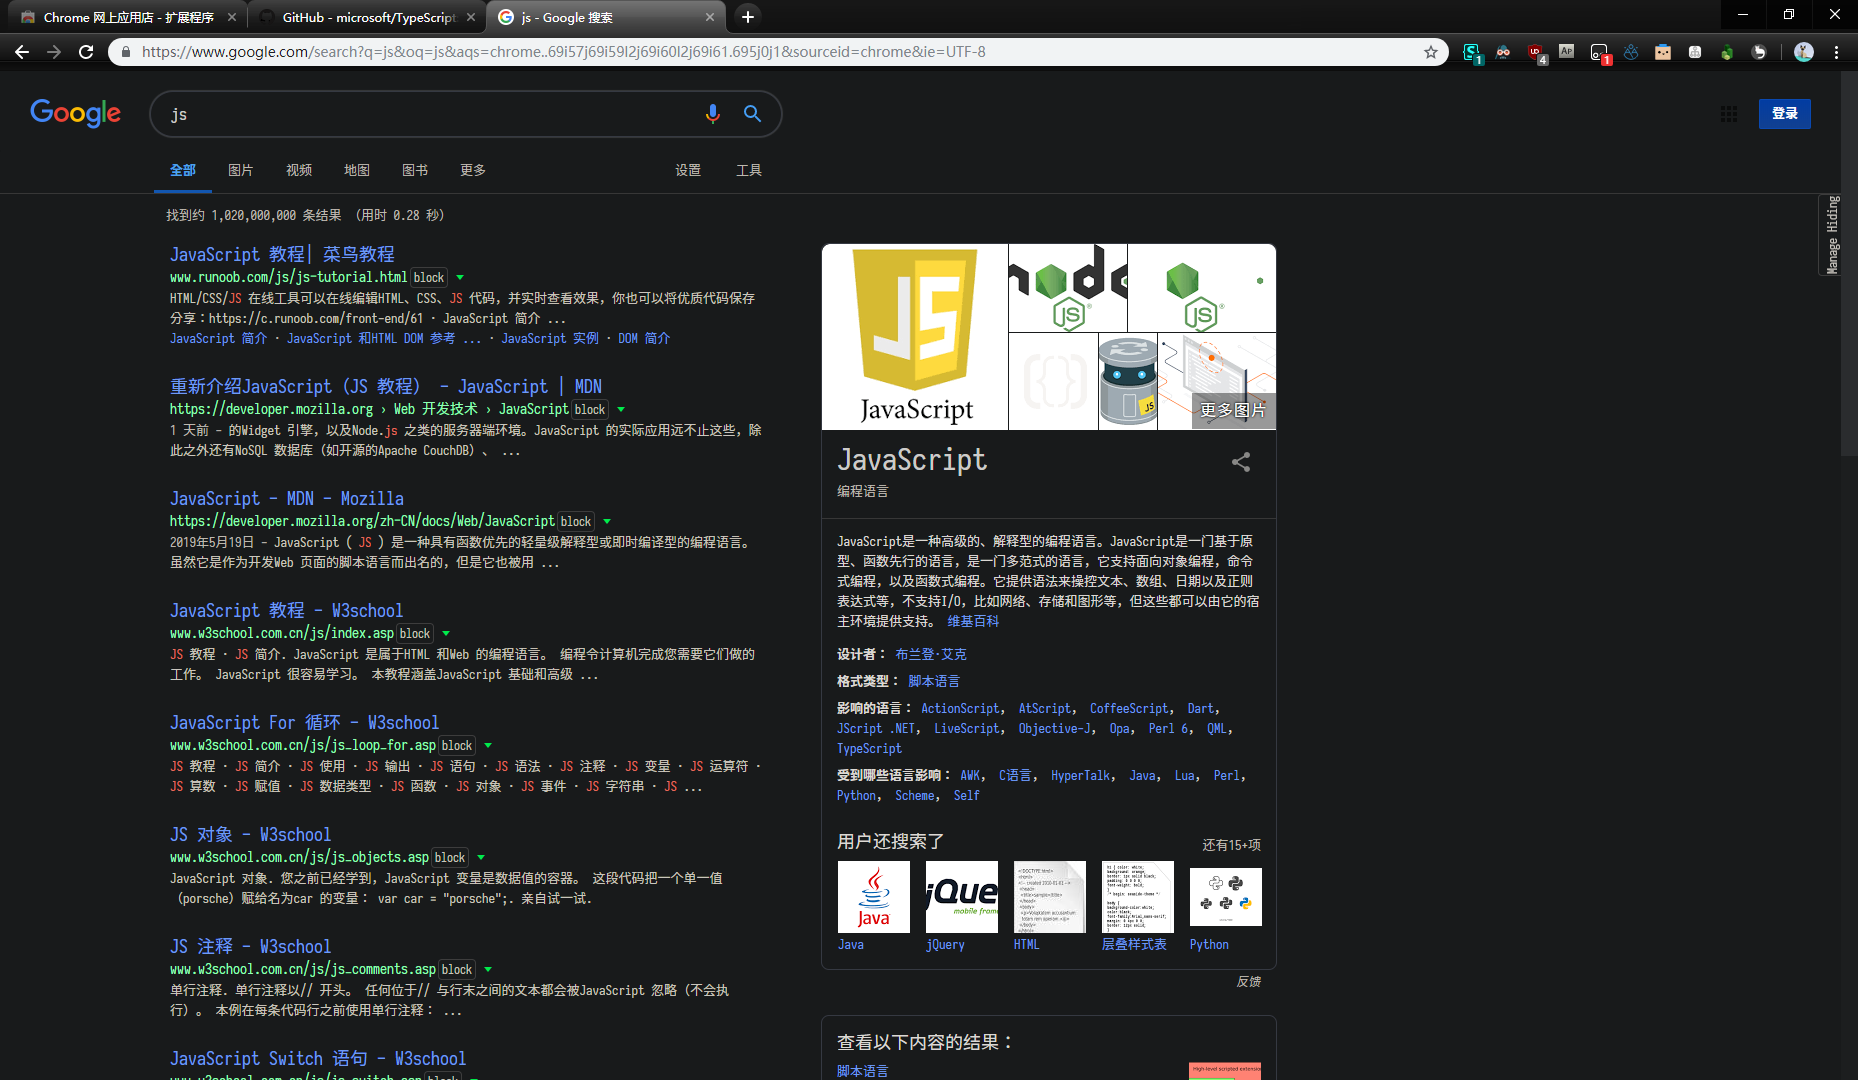 Chrome 网上应用店 - 扩展程序
GitHub - microsoft/TypeScript
js - Google 搜索
https://www.google.com/search?q=js&oq=js&aqs=chrome..69i57j69i59l2j69i60l2j69i61.695j0j1&sourceid=chrome&ie=UTF-8
1
4
AP
1
Google
js
登录
全部 图片 视频 地图 图书 更多 设置 工具
Manage Hiding
找到约 1,020,000,000 条结果 （用时 0.28 秒）
JavaScript 教程| 菜鸟教程
www.runoob.com/js/js-tutorial.html block
HTML/CSS/JS 在线工具可以在线编辑HTML、CSS、JS 代码，并实时查看效果，你也可以将优质代码保存
分享：https://c.runoob.com/front-end/61 · JavaScript 简介 ...
JavaScript 简介 · JavaScript 和HTML DOM 参考 ... · JavaScript 实例 · DOM 简介
重新介绍JavaScript（JS 教程） - JavaScript | MDN
https://developer.mozilla.org › Web 开发技术 › JavaScript block
1 天前 - 的Widget 引擎，以及Node.js 之类的服务器端环境。JavaScript 的实际应用远不止这些，除
此之外还有NoSQL 数据库（如开源的Apache CouchDB）、 ...
JavaScript - MDN - Mozilla
https://developer.mozilla.org/zh-CN/docs/Web/JavaScript block
2019年5月19日 - JavaScript ( JS ) 是一种具有函数优先的轻量级解释型或即时编译型的编程语言。
虽然它是作为开发Web 页面的脚本语言而出名的，但是它也被用 ...
JavaScript 教程 - W3school
www.w3school.com.cn/js/index.asp block
JS 教程 · JS 简介. JavaScript 是属于HTML 和Web 的编程语言。 编程令计算机完成您需要它们做的
工作。 JavaScript 很容易学习。 本教程涵盖JavaScript 基础和高级 ...
JavaScript For 循环 - W3school
www.w3school.com.cn/js/js_loop_for.asp block
JS 教程 · JS 简介 · JS 使用 · JS 输出 · JS 语句 · JS 语法 · JS 注释 · JS 变量 · JS 运算符 ·
JS 算数 · JS 赋值 · JS 数据类型 · JS 函数 · JS 对象 · JS 事件 · JS 字符串 · JS ...
JS 对象 - W3school
www.w3school.com.cn/js/js_objects.asp block
JavaScript 对象. 您之前已经学到，JavaScript 变量是数据值的容器。 这段代码把一个单一值
（porsche）赋给名为car 的变量： var car = "porsche";. 亲自试一试.
JS 注释 - W3school
www.w3school.com.cn/js/js_comments.asp block
单行注释. 单行注释以// 开头。 任何位于// 与行末之间的文本都会被JavaScript 忽略（不会执
行）。 本例在每条代码行之前使用单行注释： ...
JavaScript Switch 语句 - W3school
www.w3school.com.cn/js/js_switch.asp block
JS
JavaScript
node
JS
JS
JS
更多图片
JavaScript
编程语言
JavaScript是一种高级的、解释型的编程语言。JavaScript是一门基于原
型、函数先行的语言，是一门多范式的语言，它支持面向对象编程，命令
式编程，以及函数式编程。它提供语法来操控文本、数组、日期以及正则
表达式等，不支持I/O，比如网络、存储和图形等，但这些都可以由它的宿
主环境提供支持。 维基百科
设计者： 布兰登·艾克
格式类型： 脚本语言
影响的语言： ActionScript， AtScript， CoffeeScript， Dart，
JScript .NET， LiveScript， Objective-J， Opa， Perl 6， QML，
TypeScript
受到哪些语言影响： AWK， C语言， HyperTalk， Java， Lua， Perl，
Python， Scheme， Self
用户还搜索了
还有15+项
Java
jQue
mobile fram
Java jQuery HTML 层叠样式表 Python
反馈
查看以下内容的结果：
脚本语言
High-level scripted extension